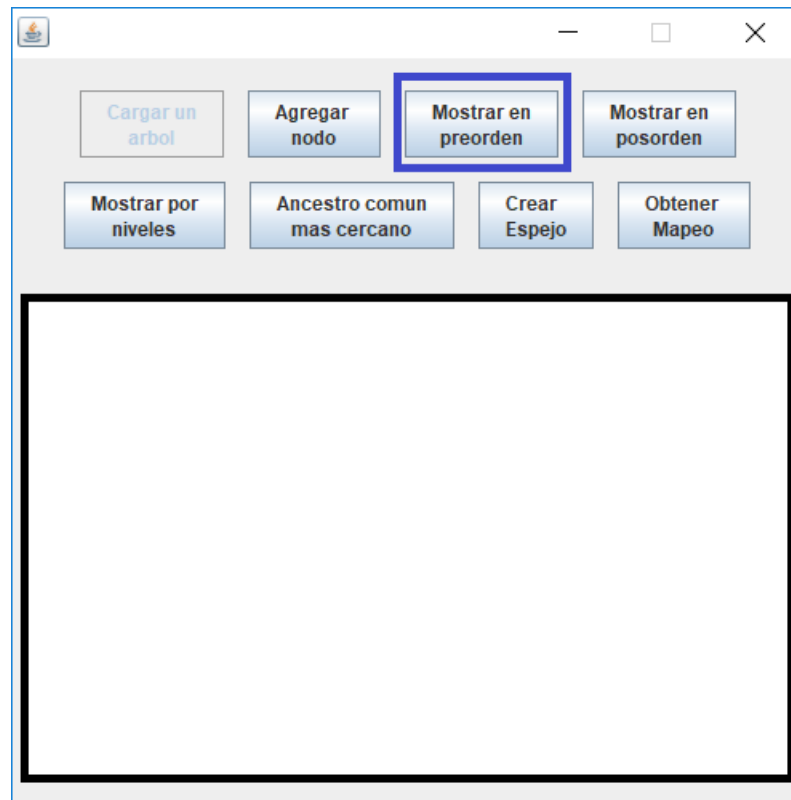 Cargar un
arbol
Agregar
nodo
Mostrar en
preorden
Mostrar en
posorden
Mostrar por
niveles
Ancestro comun
mas cercano
Crear
Espejo
Obtener
Mapeo